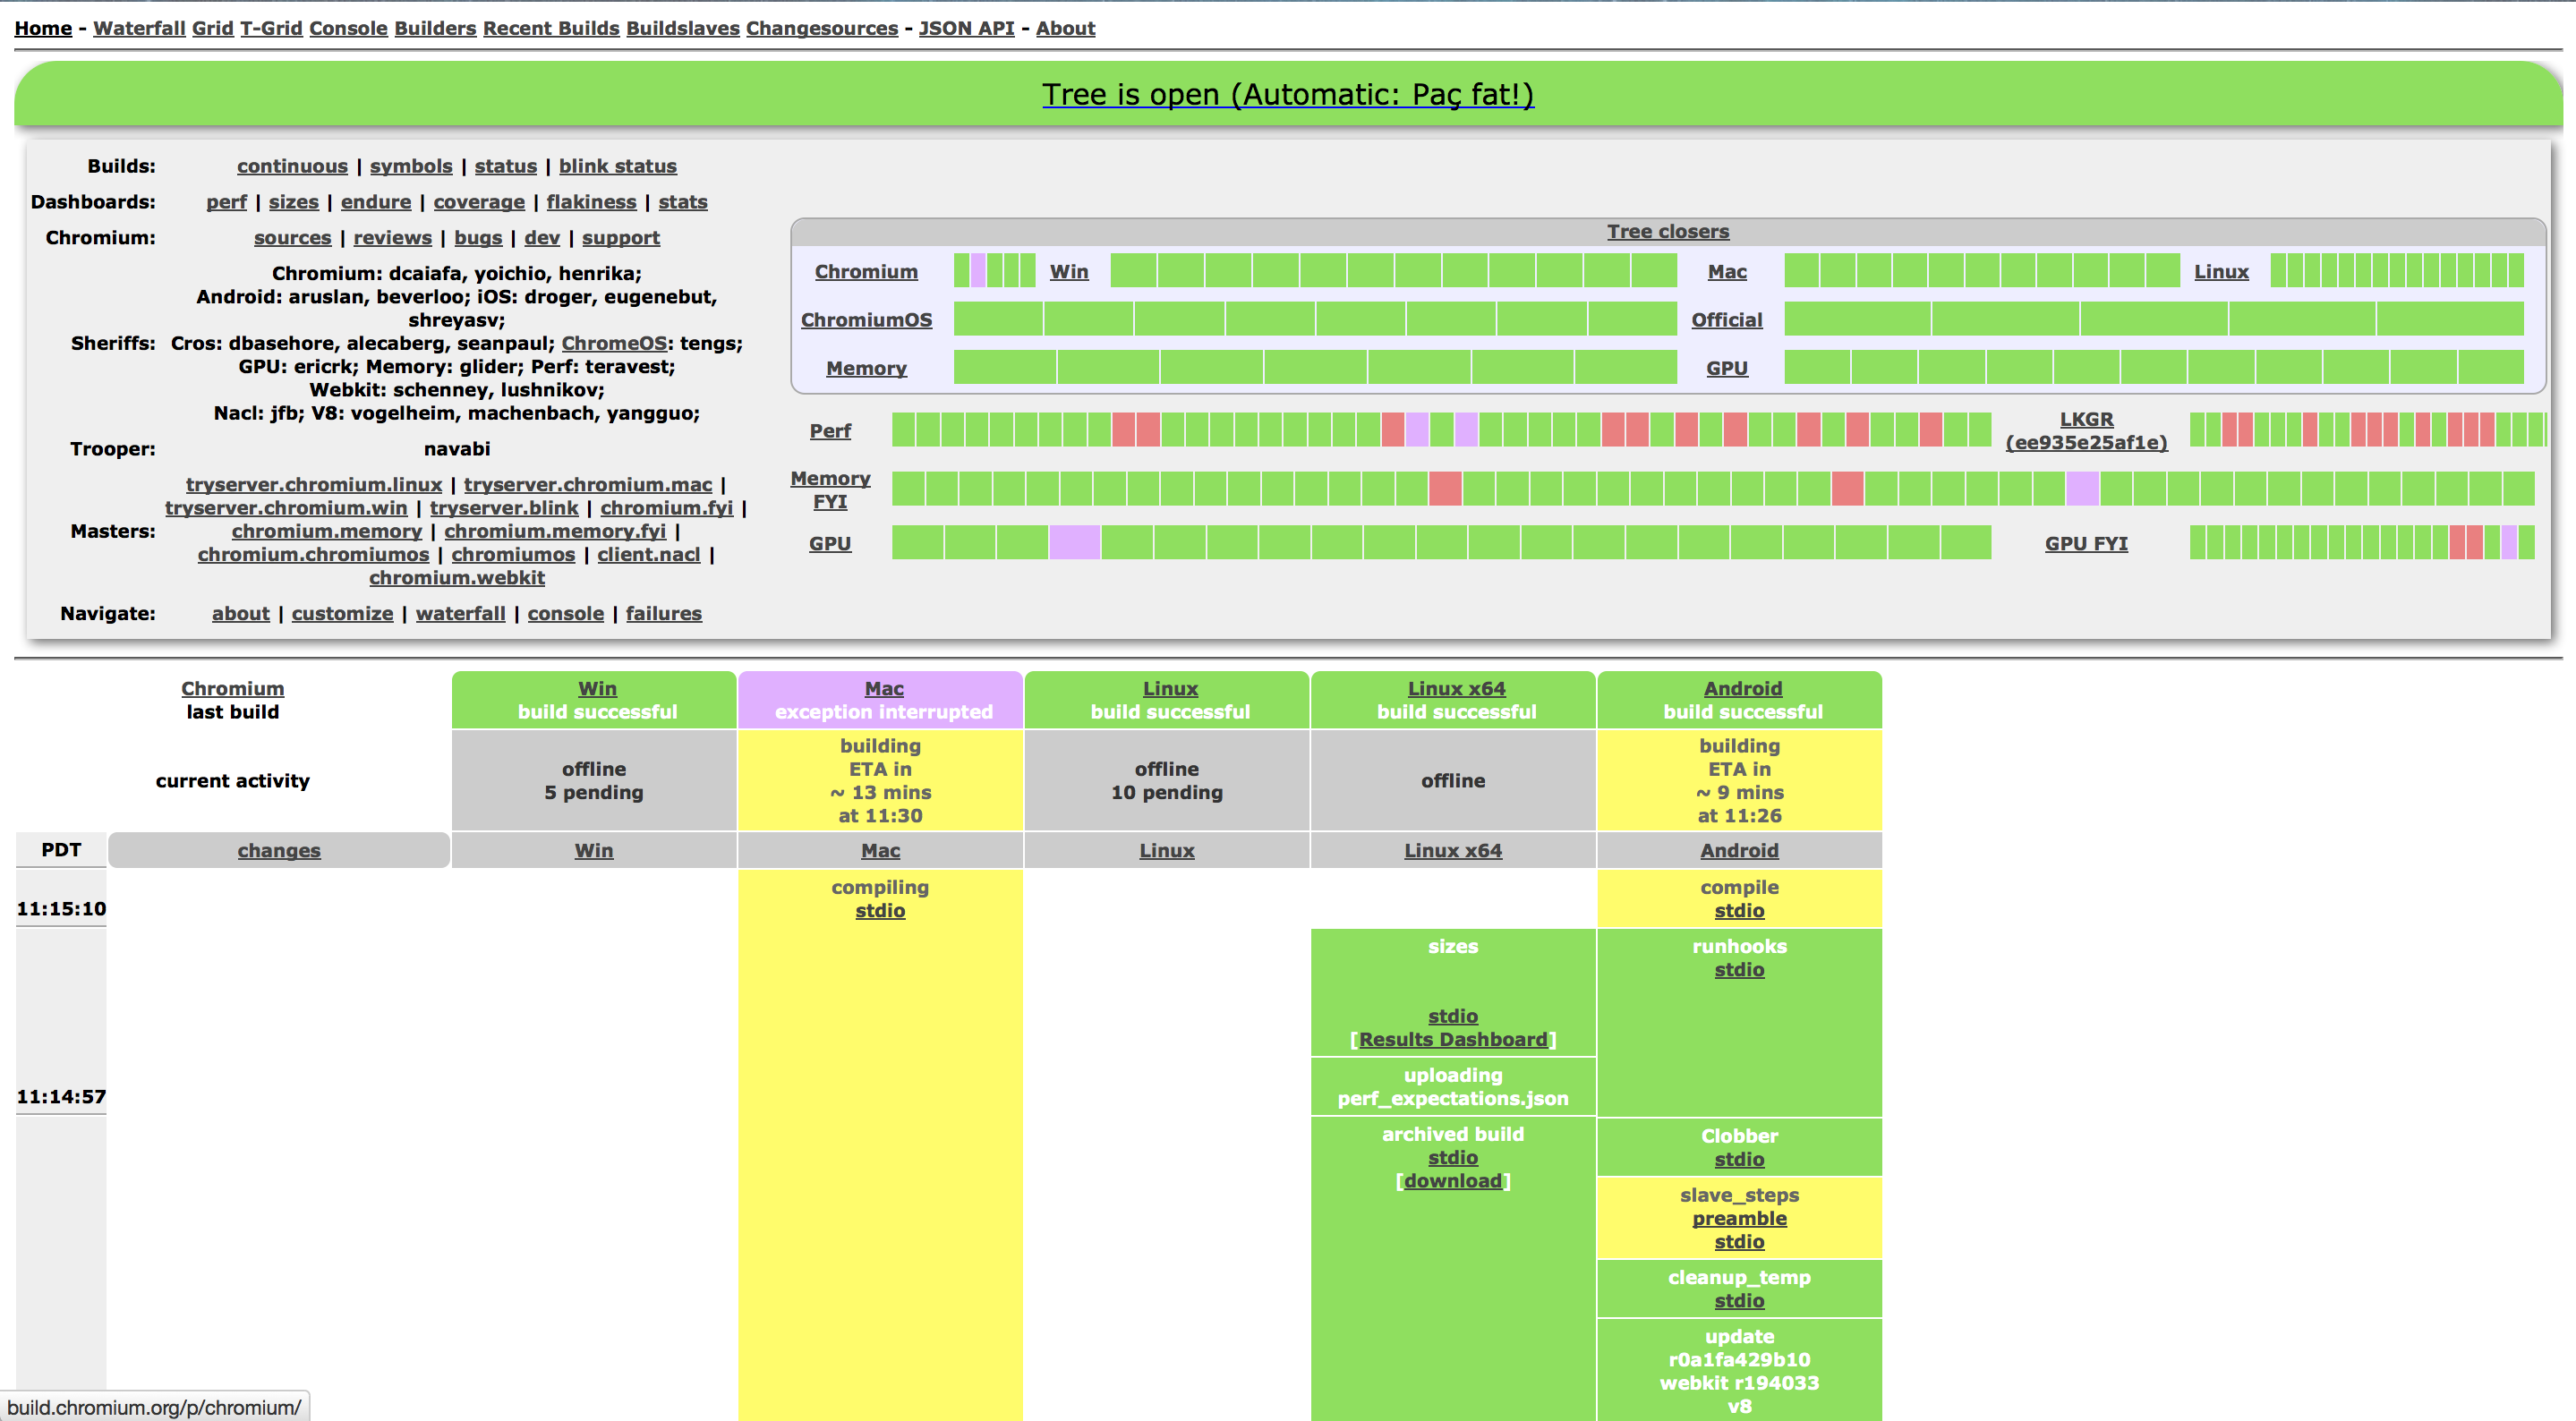 Home - Waterfall Grid T-Grid Console Builders Recent Builds Buildslaves Changesources - JSON API - About
Tree is open (Automatic: Paç fat!)
Builds: continuous | symbols | status | blink status
Dashboards: perf | sizes | endure | coverage | flakiness | stats
Chromium: sources | reviews | bugs | dev | support
Chromium: dcaiafa, yoichio, henrika;
Android: aruslan, beverloo; iOS: droger, eugenebut,
shreyasv;
Sheriffs: Cros: dbasehore, alecaberg, seanpaul; ChromeOS: tengs;
GPU: ericrk; Memory: glider; Perf: teravest;
Webkit: schenney, lushnikov;
Nacl: jfb; V8: vogelheim, machenbach, yangguo;
Trooper: navabi
tryserver.chromium.linux | tryserver.chromium.mac |
tryserver.chromium.win | tryserver.blink | chromium.fyi |
Masters: chromium.memory | chromium.memory.fyi |
chromium.chromiumos | chromiumos | client.nacl |
chromium.webkit
Navigate: about | customize | waterfall | console | failures
Tree closers
Chromium Win Mac Linux
ChromiumOS Official
Memory GPU
Perf LKGR
(ee935e25af1e)
Memory
FYI
GPU GPU FYI
Chromium
last build
Win
build successful
Mac
exception interrupted
Linux
build successful
Linux x64
build successful
Android
build successful
current activity
offline
5 pending
building
ETA in
~ 13 mins
at 11:30
offline
10 pending
offline
building
ETA in
~ 9 mins
at 11:26
PDT changes Win Mac Linux Linux x64 Android
11:15:10
compiling
stdio
compile
stdio
11:14:57
sizes
stdio
[Results Dashboard]
uploading
perf_expectations.json
archived build
stdio
[download]
runhooks
stdio
Clobber
stdio
slave_steps
preamble
stdio
cleanup_temp
stdio
update
r0a1fa429b10
webkit r194033
v8
build.chromium.org/p/chromium/